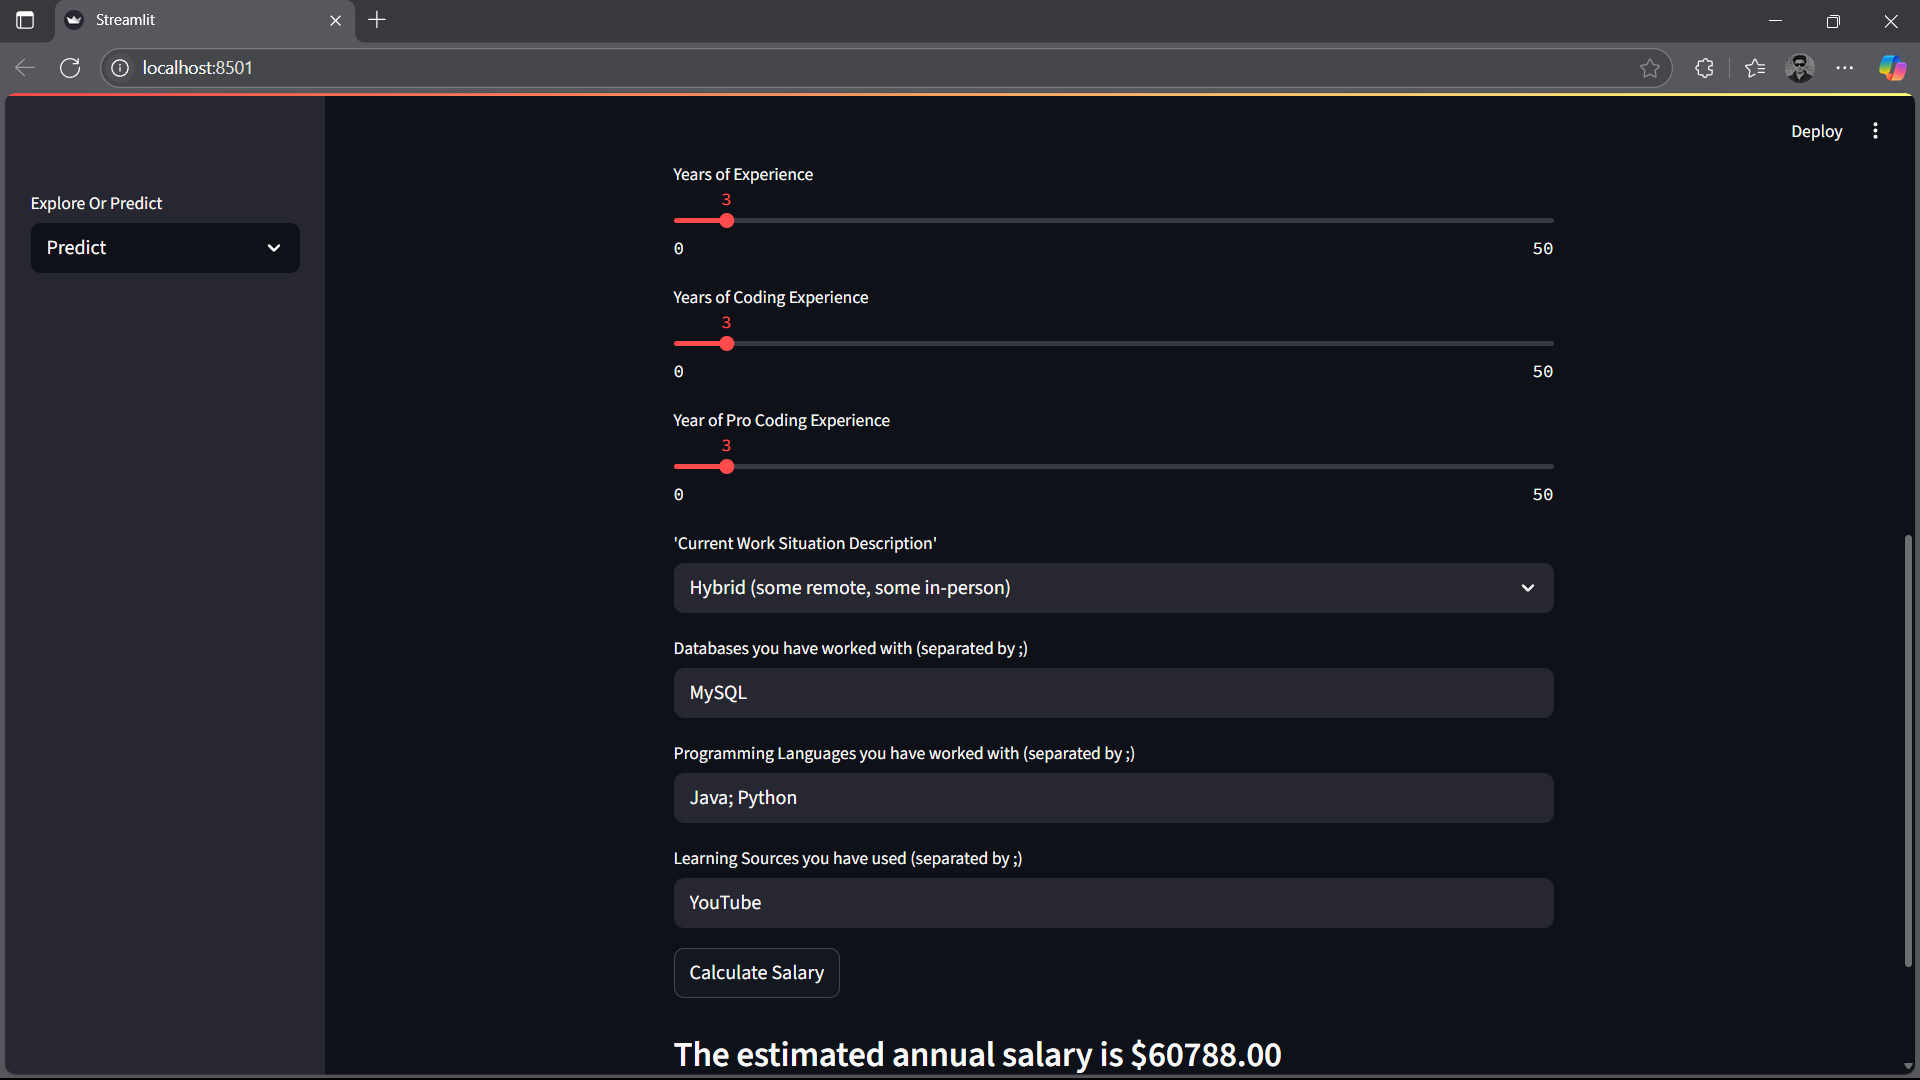 Streamlit
localhost:8501
Deploy
Explore Or Predict
Predict
Years of Experience
3
0 50
Years of Coding Experience
3
0 50
Year of Pro Coding Experience
3
0 50
'Current Work Situation Description'
Hybrid (some remote, some in-person)
Databases you have worked with (separated by ;)
MySQL
Programming Languages you have worked with (separated by ;)
Java; Python
Learning Sources you have used (separated by ;)
YouTube
Calculate Salary
The estimated annual salary is $60788.00